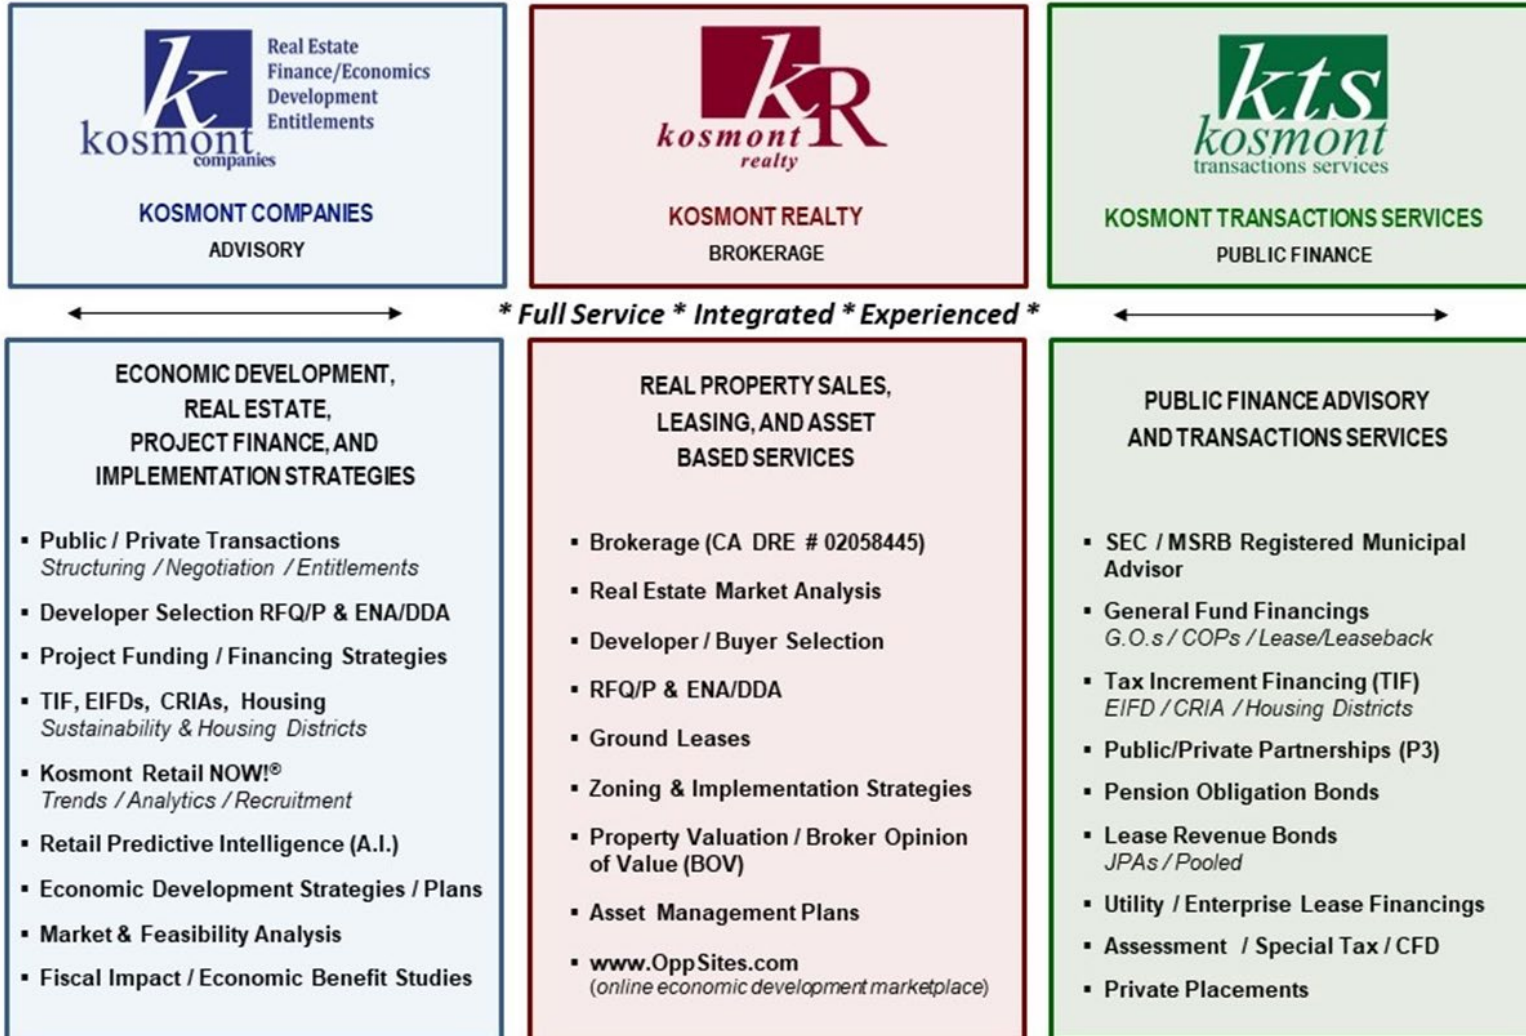 k
kosmont
companies
Real Estate
Finance/Economics
Development
Entitlements
KOSMONT COMPANIES
ADVISORY
kR
kosmont
realty
KOSMONT REALTY
BROKERAGE
kts
kosmont
transactions services
KOSMONT TRANSACTIONS SERVICES
PUBLIC FINANCE
* Full Service * Integrated * Experienced *
ECONOMIC DEVELOPMENT,
REAL ESTATE,
PROJECT FINANCE, AND
IMPLEMENTATION STRATEGIES
▪ Public / Private Transactions
Structuring / Negotiation / Entitlements
▪ Developer Selection RFQ/P & ENA/DDA
▪ Project Funding / Financing Strategies
▪ TIF, EIFDs, CRIAs, Housing
Sustainability & Housing Districts
▪ Kosmont Retail NOW!®
Trends / Analytics / Recruitment
▪ Retail Predictive Intelligence (A.I.)
▪ Economic Development Strategies / Plans
▪ Market & Feasibility Analysis
▪ Fiscal Impact / Economic Benefit Studies
REAL PROPERTY SALES,
LEASING, AND ASSET
BASED SERVICES
▪ Brokerage (CA DRE # 02058445)
▪ Real Estate Market Analysis
▪ Developer / Buyer Selection
▪ RFQ/P & ENA/DDA
▪ Ground Leases
▪ Zoning & Implementation Strategies
▪ Property Valuation / Broker Opinion
of Value (BOV)
▪ Asset Management Plans
▪ www.OppSites.com
(online economic development marketplace)
PUBLIC FINANCE ADVISORY
AND TRANSACTIONS SERVICES
▪ SEC / MSRB Registered Municipal
Advisor
▪ General Fund Financings
G.O.s / COPs / Lease/Leaseback
▪ Tax Increment Financing (TIF)
EIFD / CRIA / Housing Districts
▪ Public/Private Partnerships (P3)
▪ Pension Obligation Bonds
▪ Lease Revenue Bonds
JPAs / Pooled
▪ Utility / Enterprise Lease Financings
▪ Assessment / Special Tax / CFD
▪ Private Placements